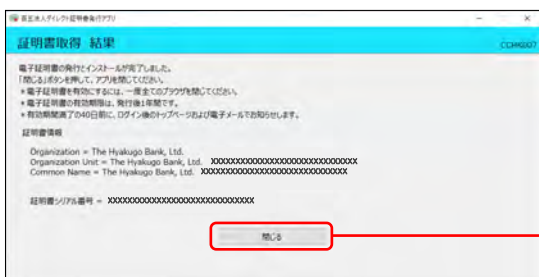 百五法人ダイレクト証明書発行アプリ
証明書取得 結果
CCHK007
電子証明書の発行とインストールが完了しました。
「閉じる」ボタンを押して、アプリを閉じてください。
＊電子証明書を有効にするには、一度全てのブラウザを閉じてください。
＊電子証明書の有効期限は、発行後1年間です。
＊有効期間満了の40日前に、ログイン後のトップページおよび電子メールでお知らせします。
証明書情報
Organization = The Hyakugo Bank, Ltd.
Organization Unit = The Hyakugo Bank, Ltd. XXXXXXXXXXXXXXXXXXXXXXXXXXXXXX
Common Name = The Hyakugo Bank, Ltd. XXXXXXXXXXXXXXXXXXXXXXXXXXXXXX
証明書シリアル番号 = XXXXXXXXXXXXXXXXXXXXXXXXXXXXXX
閉じる